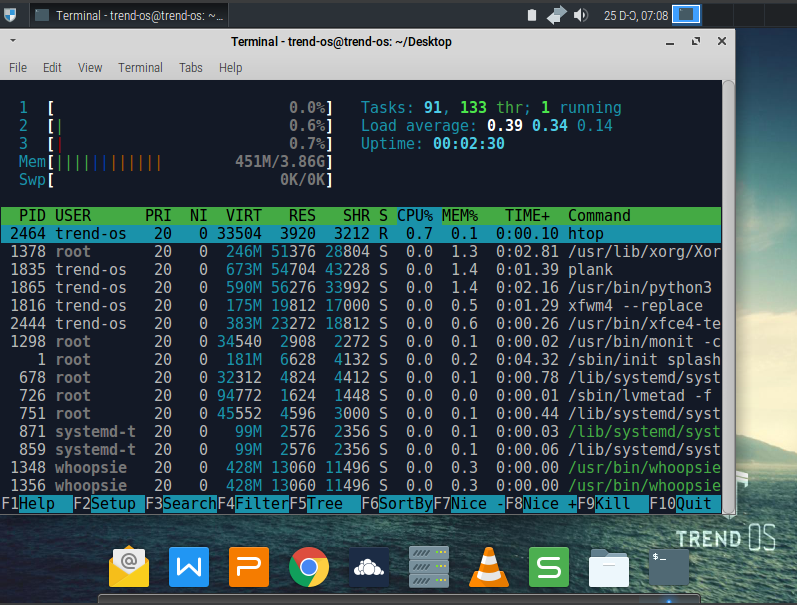 Terminal - trend-os@trend-os: ~...
25 D-Ɔ, 07:08
Terminal - trend-os@trend-os: ~/Desktop
File Edit View Terminal Tabs Help
1 [ 0.0%] Tasks: 91, 133 thr; 1 running
2 [| 0.6%] Load average: 0.39 0.34 0.14
3 [| 0.7%] Uptime: 00:02:30
Mem[|||||||||||| 451M/3.86G]
Swp[ 0K/0K]
PID USER PRI NI VIRT RES SHR S CPU% MEM% TIME+ Command
2464 trend-os 20 0 33504 3920 3212 R 0.7 0.1 0:00.10 htop
1378 root 20 0 246M 51376 28804 S 0.0 1.3 0:02.81 /usr/lib/xorg/Xor
1835 trend-os 20 0 673M 54704 43228 S 0.0 1.4 0:01.39 plank
1865 trend-os 20 0 590M 56276 33992 S 0.0 1.4 0:02.16 /usr/bin/python3
1816 trend-os 20 0 175M 19812 17000 S 0.0 0.5 0:01.29 xfwm4 --replace
2444 trend-os 20 0 383M 23272 18812 S 0.0 0.6 0:00.26 /usr/bin/xfce4-te
1298 root 20 0 34540 2908 2272 S 0.0 0.1 0:00.02 /usr/bin/monit -c
1 root 20 0 181M 6628 4132 S 0.0 0.2 0:04.32 /sbin/init splash
678 root 20 0 32312 4824 4412 S 0.0 0.1 0:00.78 /lib/systemd/syst
726 root 20 0 94772 1624 1448 S 0.0 0.0 0:00.01 /sbin/lvmetad -f
751 root 20 0 45552 4596 3000 S 0.0 0.1 0:00.44 /lib/systemd/syst
871 systemd-t 20 0 99M 2576 2356 S 0.0 0.1 0:00.03 /lib/systemd/syst
859 systemd-t 20 0 99M 2576 2356 S 0.0 0.1 0:00.06 /lib/systemd/syst
1348 whoopsie 20 0 428M 13060 11496 S 0.0 0.3 0:00.00 /usr/bin/whoopsie
1356 whoopsie 20 0 428M 13060 11496 S 0.0 0.3 0:00.00 /usr/bin/whoopsie
F1Help F2Setup F3SearchF4FilterF5Tree F6SortByF7Nice -F8Nice +F9Kill F10Quit
TREND OS
@ W P S $_